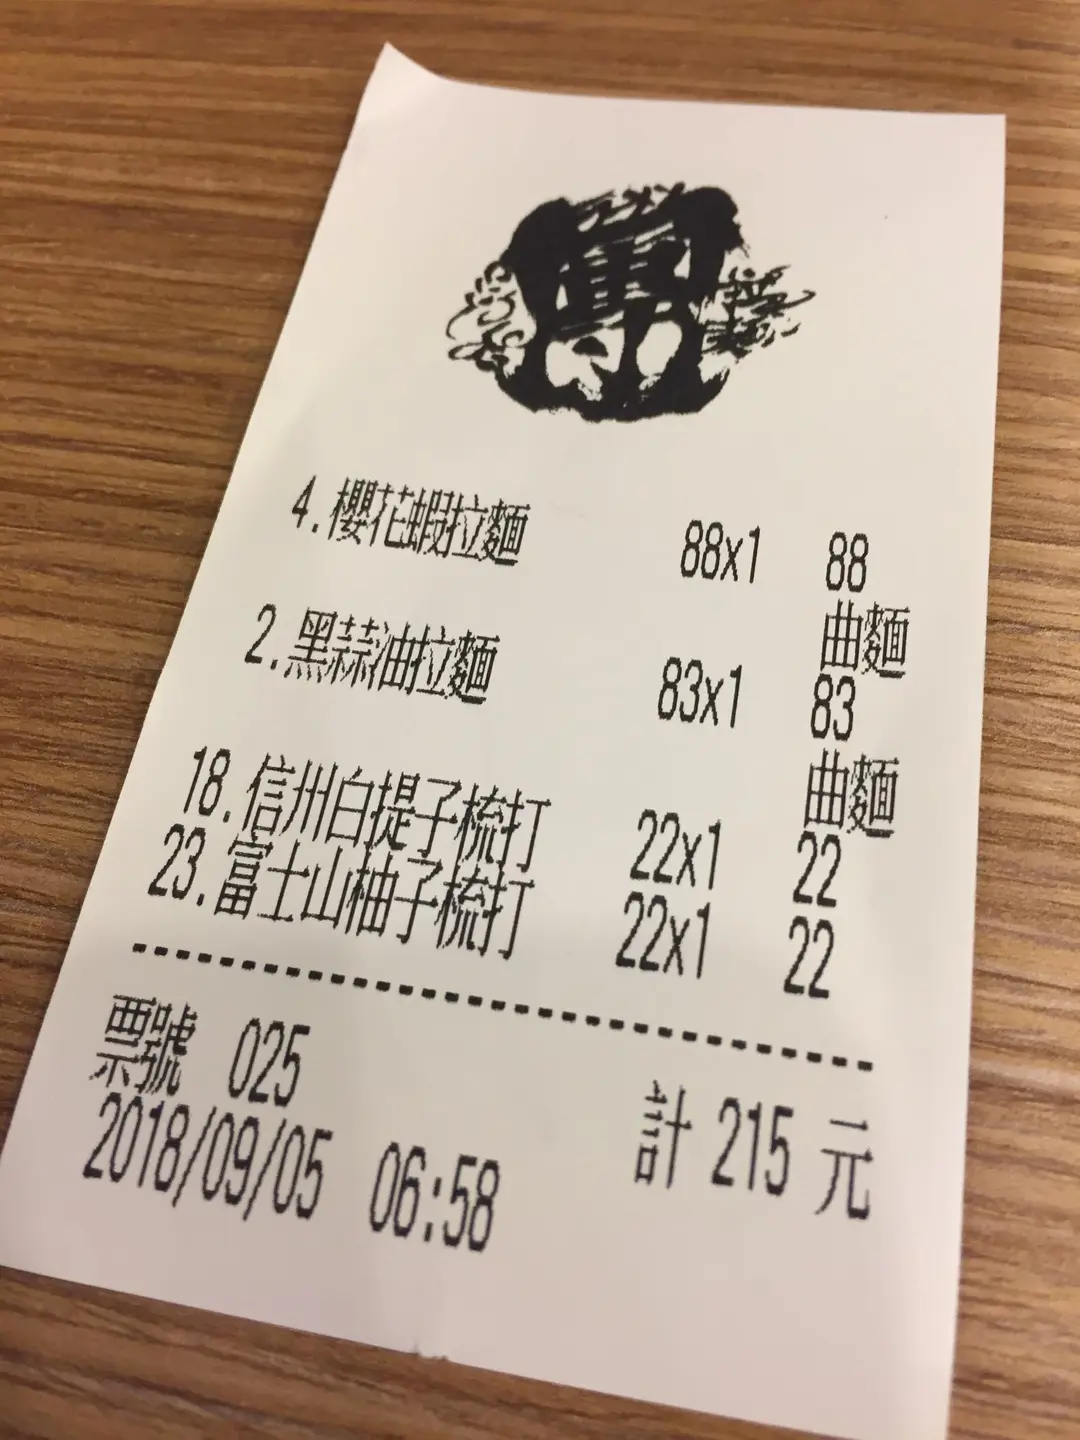 4.櫻花蝦拉麵 88x1 88
曲麵
2.黑蒜油拉麵 83x1 83
曲麵
18.信州白提子梳打 22x1 22
23.富士山柚子梳打 22x1 22
票號 025
計 215 元
2018/09/05 06:58